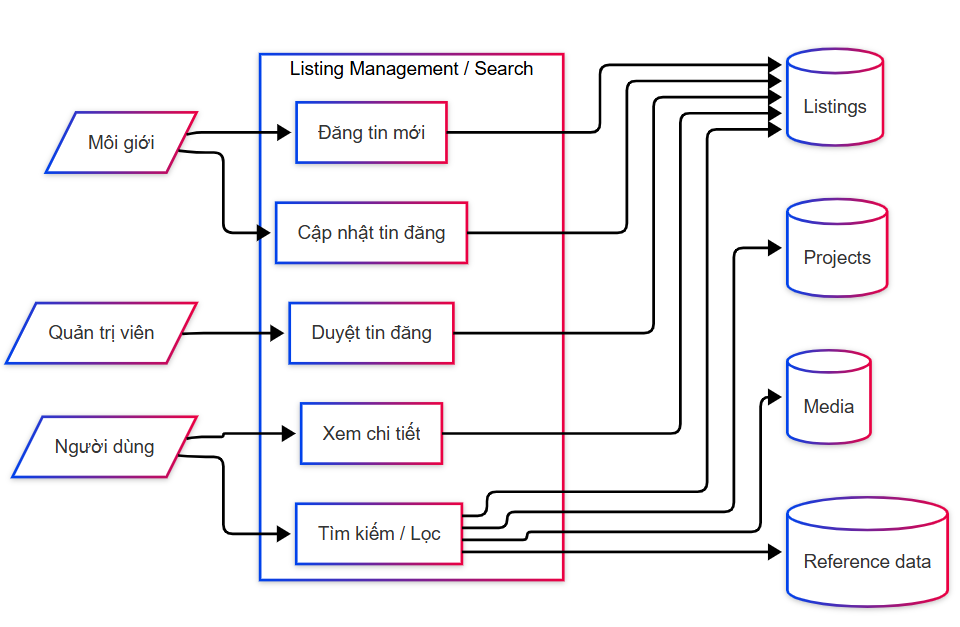 Listing Management / Search
Môi giới
Đăng tin mới
Cập nhật tin đăng
Quản trị viên
Duyệt tin đăng
Người dùng
Xem chi tiết
Tìm kiếm / Lọc
Listings
Projects
Media
Reference data